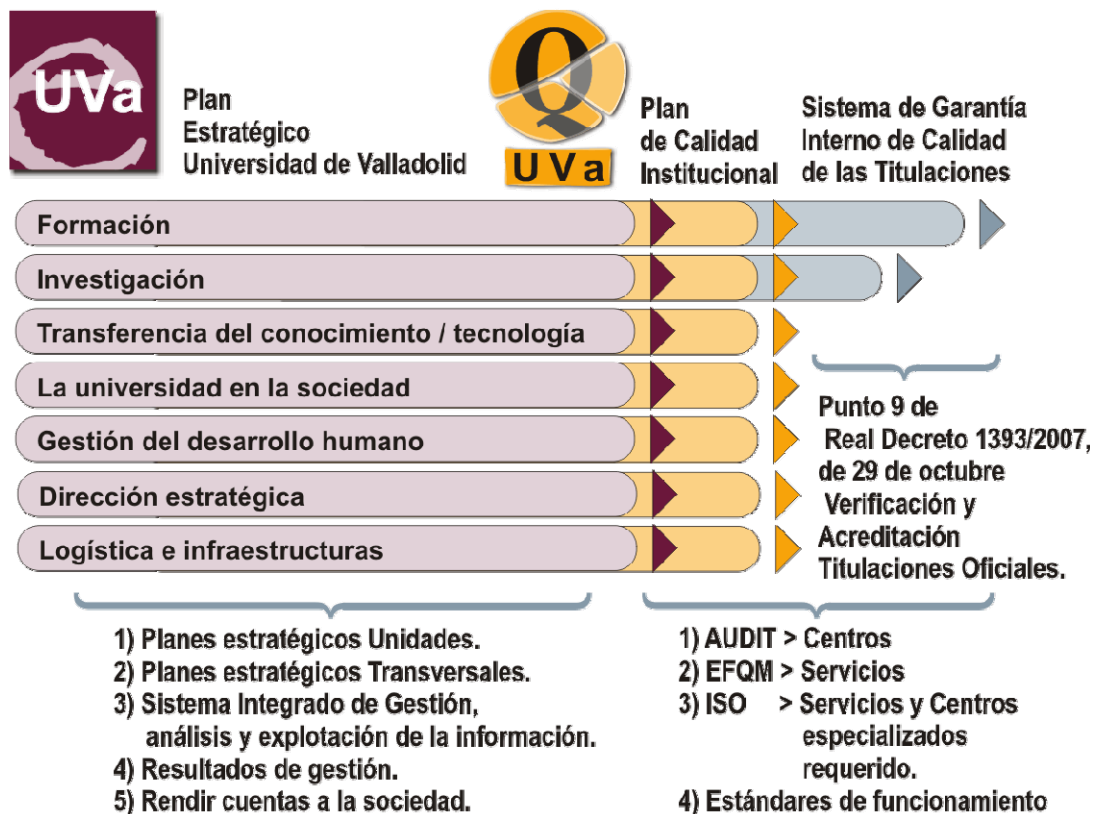 UVa
Plan
Estratégico
Universidad de Valladolid
Q
UVa
Plan
de Calidad
Institucional
Sistema de Garantía
Interno de Calidad
de las Titulaciones
Formación
Investigación
Transferencia del conocimiento / tecnología
La universidad en la sociedad
Gestión del desarrollo humano
Dirección estratégica
Logística e infraestructuras
Punto 9 de
Real Decreto 1393/2007,
de 29 de octubre
Verificación y
Acreditación
Titulaciones Oficiales.
1) Planes estratégicos Unidades.
2) Planes estratégicos Transversales.
3) Sistema Integrado de Gestión,
análisis y explotación de la información.
4) Resultados de gestión.
5) Rendir cuentas a la sociedad.
1) AUDIT > Centros
2) EFQM > Servicios
3) ISO > Servicios y Centros
especializados
requerido.
4) Estándares de funcionamiento